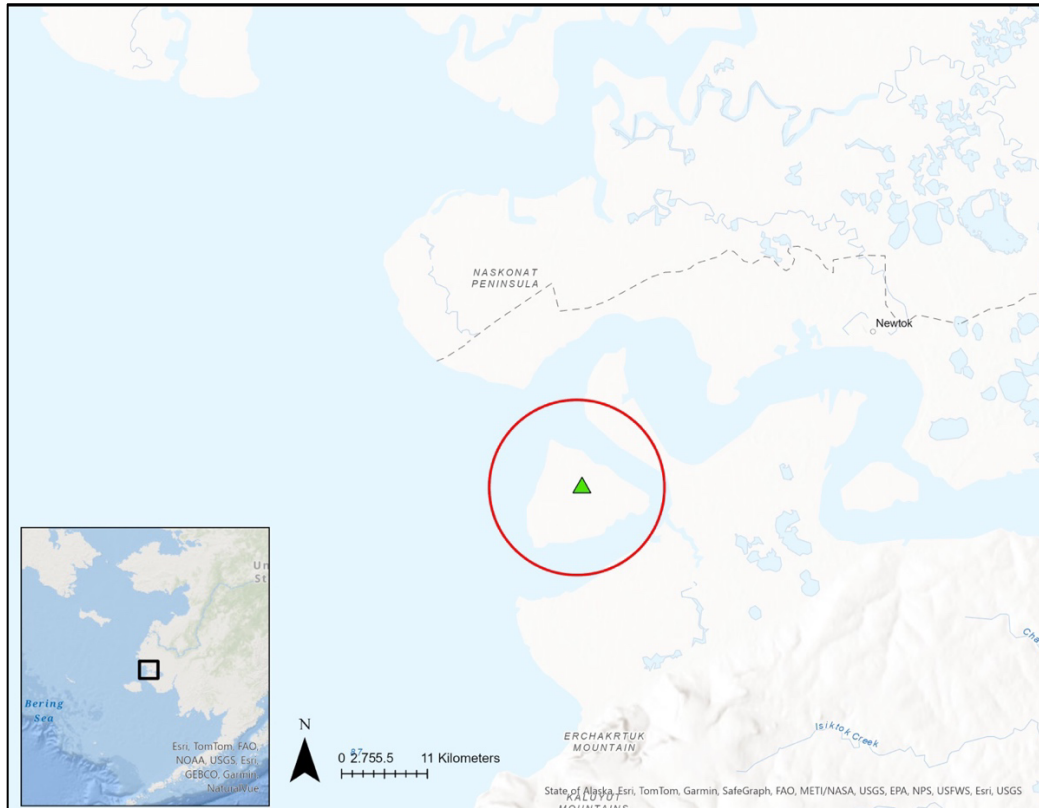 NASKONAT
PENINSULA
Newtok
Un
St
Bering
Sea
Esri, TomTom, FAO,
NOAA, USGS, Esri,
GEBCO, Garmin,
NaturalVue
N
0 2.755.5 11 Kilometers
ERCHAKRTUK
MOUNTAIN
Isiktok Creek
Cha
KALUYUT
MOUNTAINS
State of Alaska, Esri, TomTom, Garmin, SafeGraph, FAO, METI/NASA, USGS, EPA, NPS, USFWS, Esri, USGS